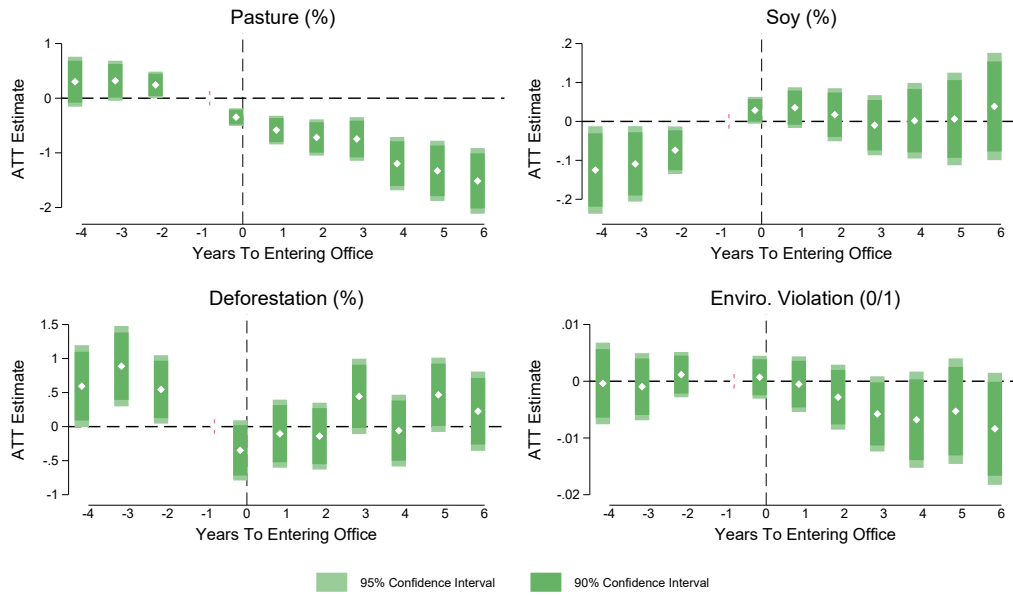 Pasture (%)
ATT Estimate
1
0
-1
-2
-4 -3 -2 -1 0 1 2 3 4 5 6
Years To Entering Office
Soy (%)
ATT Estimate
.2
.1
0
-.1
-.2
-4 -3 -2 -1 0 1 2 3 4 5 6
Years To Entering Office
Deforestation (%)
ATT Estimate
1.5
1
.5
0
-.5
-1
-4 -3 -2 -1 0 1 2 3 4 5 6
Years To Entering Office
Enviro. Violation (0/1)
ATT Estimate
.01
0
-.01
-.02
-4 -3 -2 -1 0 1 2 3 4 5 6
Years To Entering Office
95% Confidence Interval
90% Confidence Interval